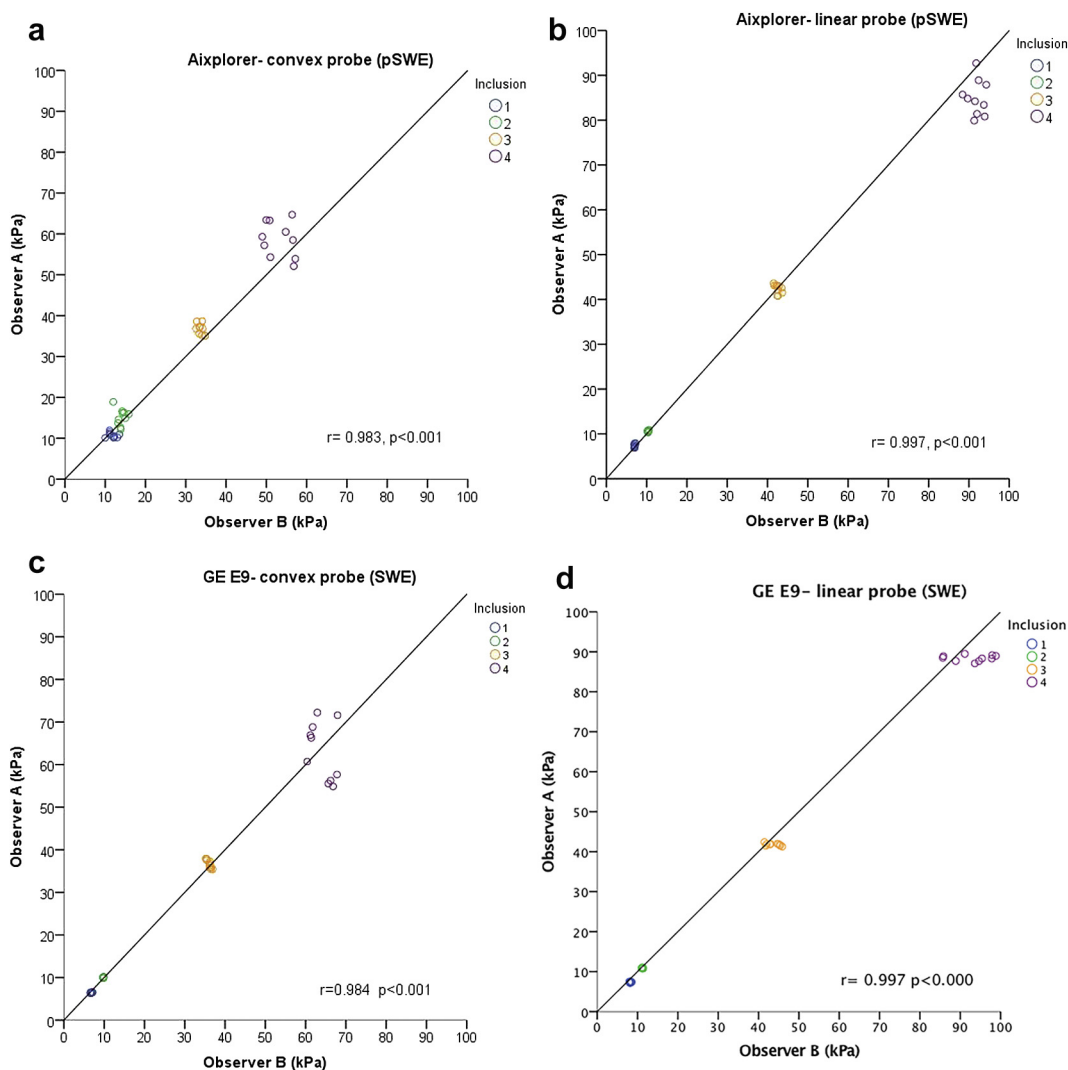 a
Aixplorer- convex probe (pSWE)
Inclusion
1
2
3
4
100
90
80
70
60
50
40
30
20
10
0
Observer A (kPa)
r= 0.983, p<0.001
0 10 20 30 40 50 60 70 80 90 100
Observer B (kPa)
b
Aixplorer- linear probe (pSWE)
Inclusion
1
2
3
4
100
90
80
70
60
50
40
30
20
10
0
Observer A (kPa)
r= 0.997, p<0.001
0 10 20 30 40 50 60 70 80 90 100
Observer B (kPa)
c
GE E9- convex probe (SWE)
Inclusion
1
2
3
4
100
90
80
70
60
50
40
30
20
10
0
Observer A (kPa)
r=0.984 p<0.001
0 10 20 30 40 50 60 70 80 90 100
Observer B (kPa)
d
GE E9- linear probe (SWE)
Inclusion
1
2
3
4
100
90
80
70
60
50
40
30
20
10
0
Observer A (kPa)
r= 0.997 p<0.000
0 10 20 30 40 50 60 70 80 90 100
Observer B (kPa)